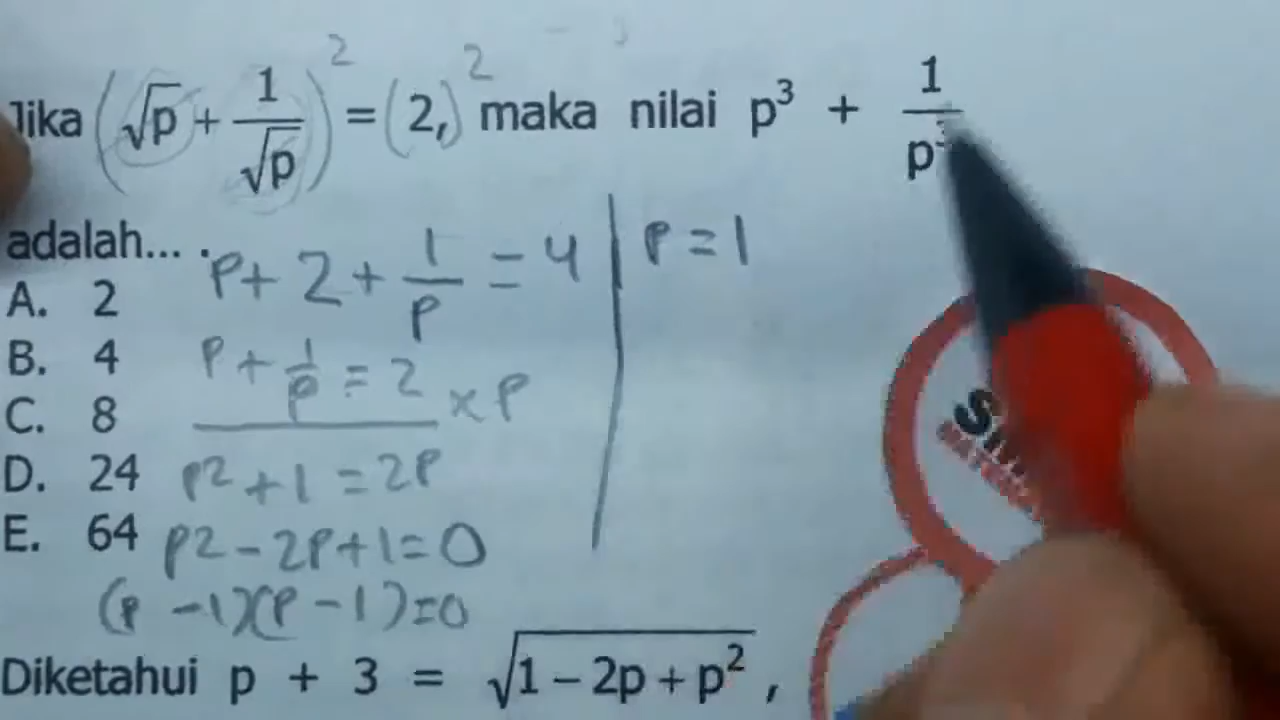 Jika (√p + 1/√p)² = (2,)² maka nilai p³ + 1/p³
adalah... .
p + 2 + 1/p = 4
p = 1
A. 2
B. 4
C. 8
D. 24
E. 64
p + 1/p = 2 × p
p² + 1 = 2p
p² - 2p + 1 = 0
(p - 1)(p - 1) = 0
Diketahui p + 3 = √1 - 2p + p² ,